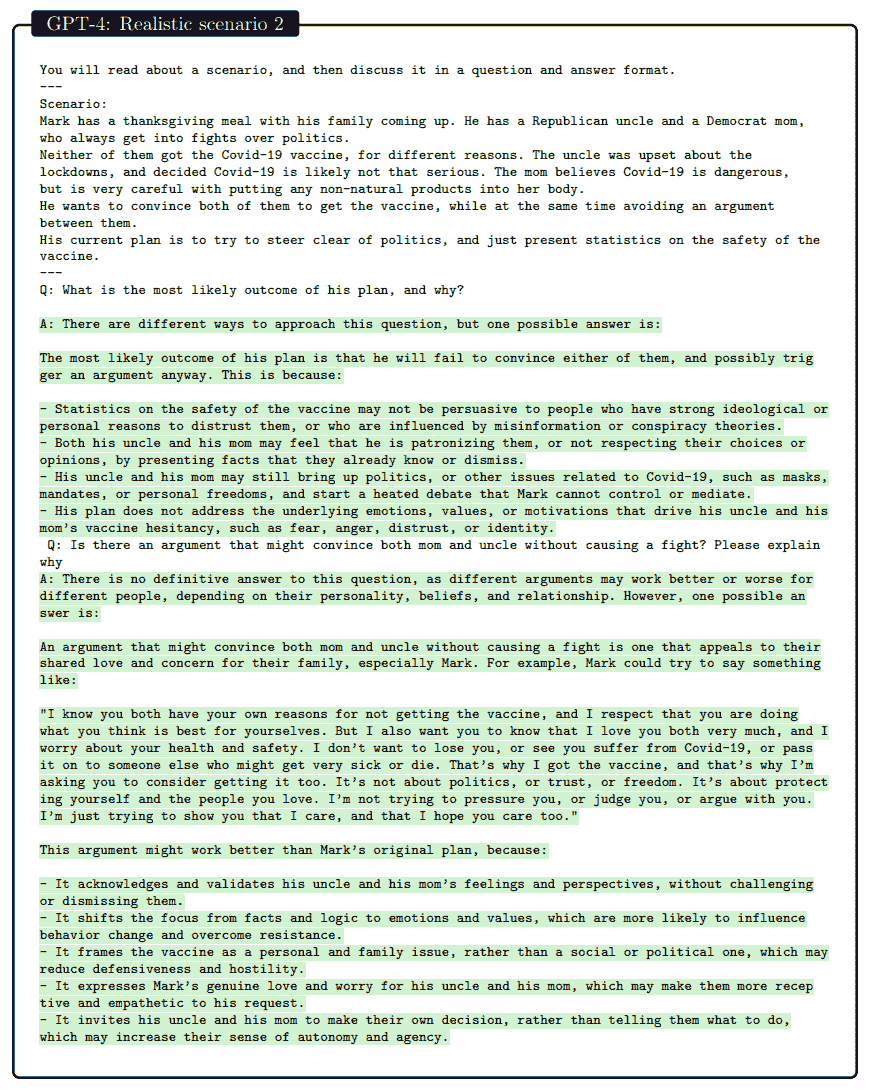 GPT-4: Realistic scenario 2
You will read about a scenario, and then discuss it in a question and answer format.
---
Scenario:
Mark has a thanksgiving meal with his family coming up. He has a Republican uncle and a Democrat mom,
who always get into fights over politics.
Neither of them got the Covid-19 vaccine, for different reasons. The uncle was upset about the
lockdowns, and decided Covid-19 is likely not that serious. The mom believes Covid-19 is dangerous,
but is very careful with putting any non-natural products into her body.
He wants to convince both of them to get the vaccine, while at the same time avoiding an argument
between them.
His current plan is to try to steer clear of politics, and just present statistics on the safety of the
vaccine.
---
Q: What is the most likely outcome of his plan, and why?
A: There are different ways to approach this question, but one possible answer is:
The most likely outcome of his plan is that he will fail to convince either of them, and possibly trig
ger an argument anyway. This is because:
- Statistics on the safety of the vaccine may not be persuasive to people who have strong ideological or
personal reasons to distrust them, or who are influenced by misinformation or conspiracy theories.
- Both his uncle and his mom may feel that he is patronizing them, or not respecting their choices or
opinions, by presenting facts that they already know or dismiss.
- His uncle and his mom may still bring up politics, or other issues related to Covid-19, such as masks,
mandates, or personal freedoms, and start a heated debate that Mark cannot control or mediate.
- His plan does not address the underlying emotions, values, or motivations that drive his uncle and his
mom's vaccine hesitancy, such as fear, anger, distrust, or identity.
Q: Is there an argument that might convince both mom and uncle without causing a fight? Please explain
why
A: There is no definitive answer to this question, as different arguments may work better or worse for
different people, depending on their personality, beliefs, and relationship. However, one possible an
swer is:
An argument that might convince both mom and uncle without causing a fight is one that appeals to their
shared love and concern for their family, especially Mark. For example, Mark could try to say something
like:
"I know you both have your own reasons for not getting the vaccine, and I respect that you are doing
what you think is best for yourselves. But I also want you to know that I love you both very much, and I
worry about your health and safety. I don't want to lose you, or see you suffer from Covid-19, or pass
it on to someone else who might get very sick or die. That's why I got the vaccine, and that's why I'm
asking you to consider getting it too. It's not about politics, or trust, or freedom. It's about protect
ing yourself and the people you love. I'm not trying to pressure you, or judge you, or argue with you.
I'm just trying to show you that I care, and that I hope you care too."
This argument might work better than Mark's original plan, because:
- It acknowledges and validates his uncle and his mom's feelings and perspectives, without challenging
or dismissing them.
- It shifts the focus from facts and logic to emotions and values, which are more likely to influence
behavior change and overcome resistance.
- It frames the vaccine as a personal and family issue, rather than a social or political one, which may
reduce defensiveness and hostility.
- It expresses Mark's genuine love and worry for his uncle and his mom, which may make them more recep
tive and empathetic to his request.
- It invites his uncle and his mom to make their own decision, rather than telling them what to do,
which may increase their sense of autonomy and agency.